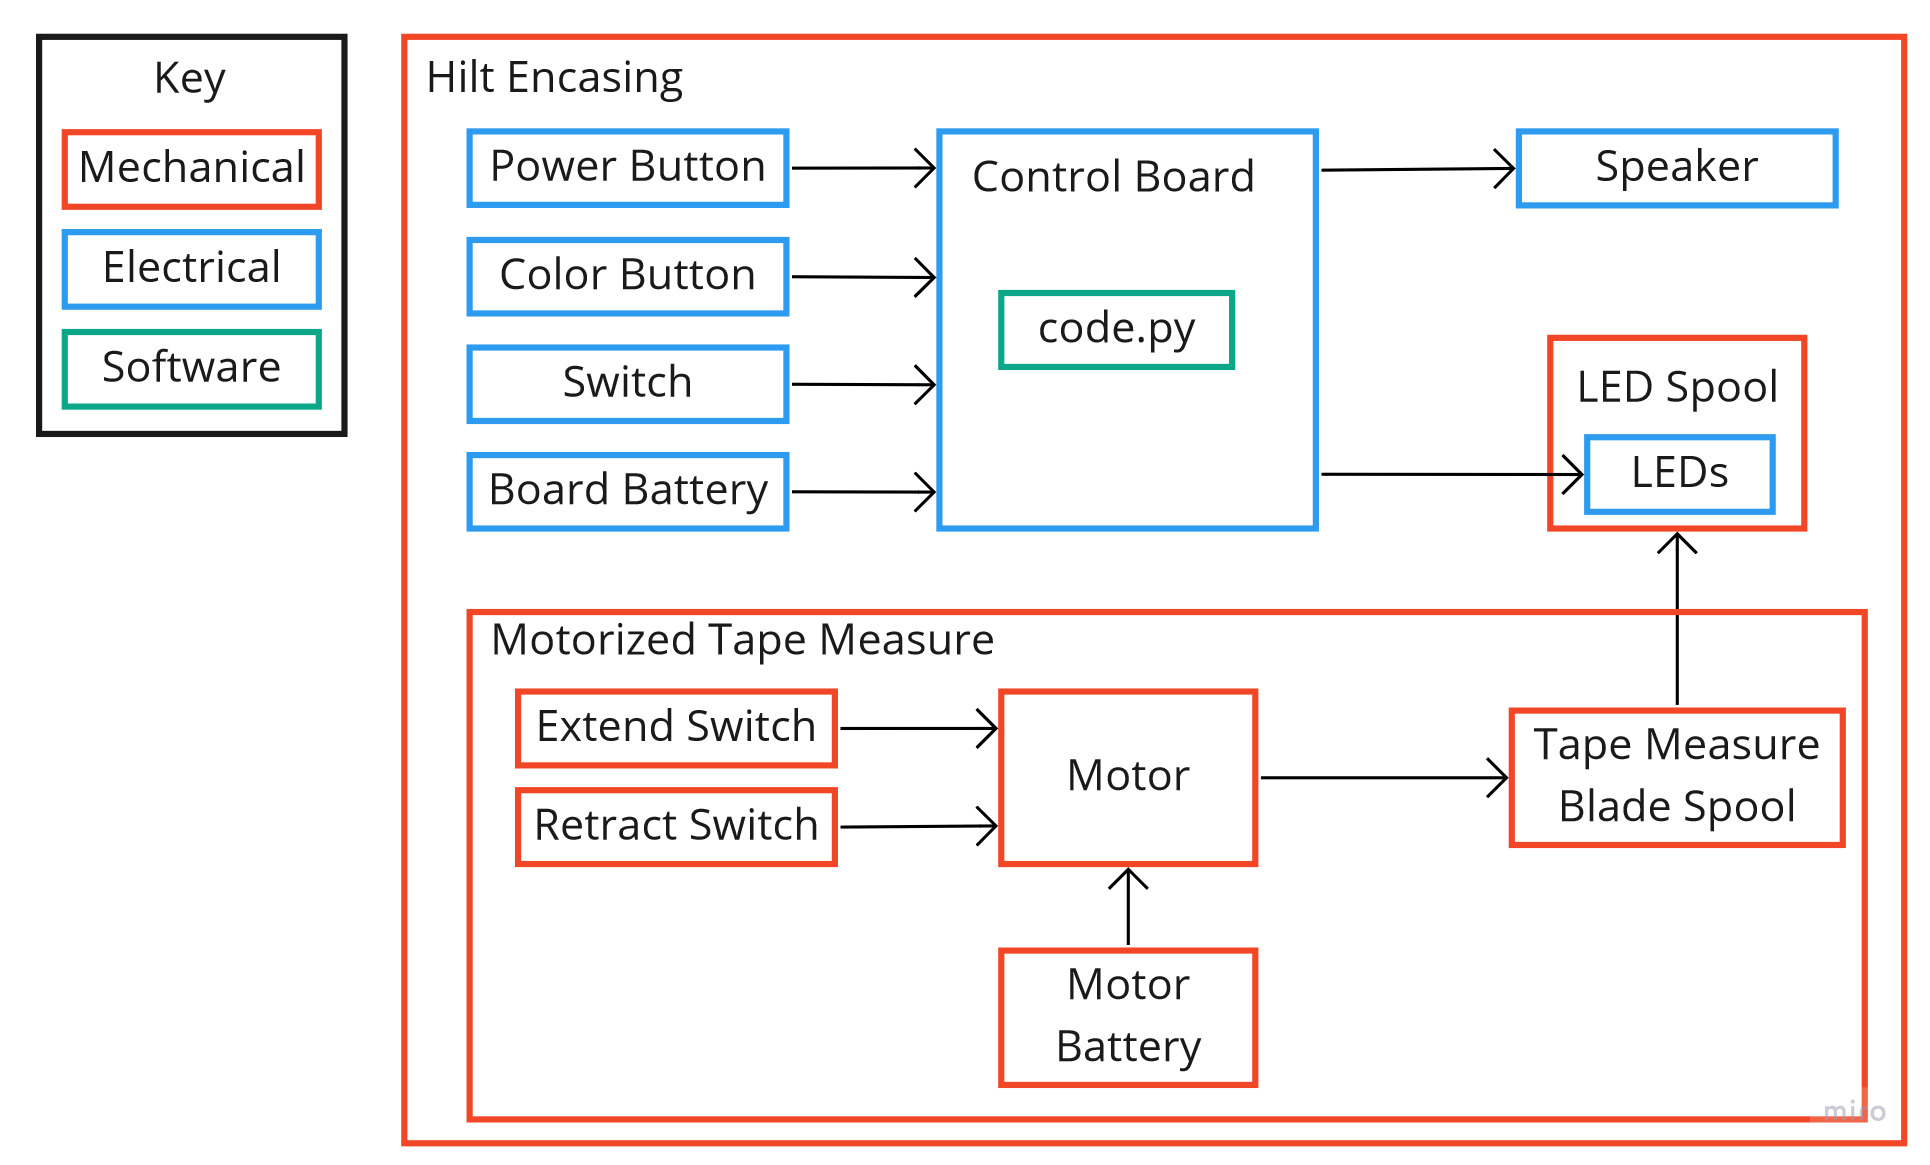 Key
Mechanical
Electrical
Software
Hilt Encasing
Power Button
Color Button
Switch
Board Battery
Control Board
code.py
Speaker
LED Spool
LEDs
Motorized Tape Measure
Extend Switch
Retract Switch
Motor
Tape Measure
Blade Spool
Motor
Battery
miro